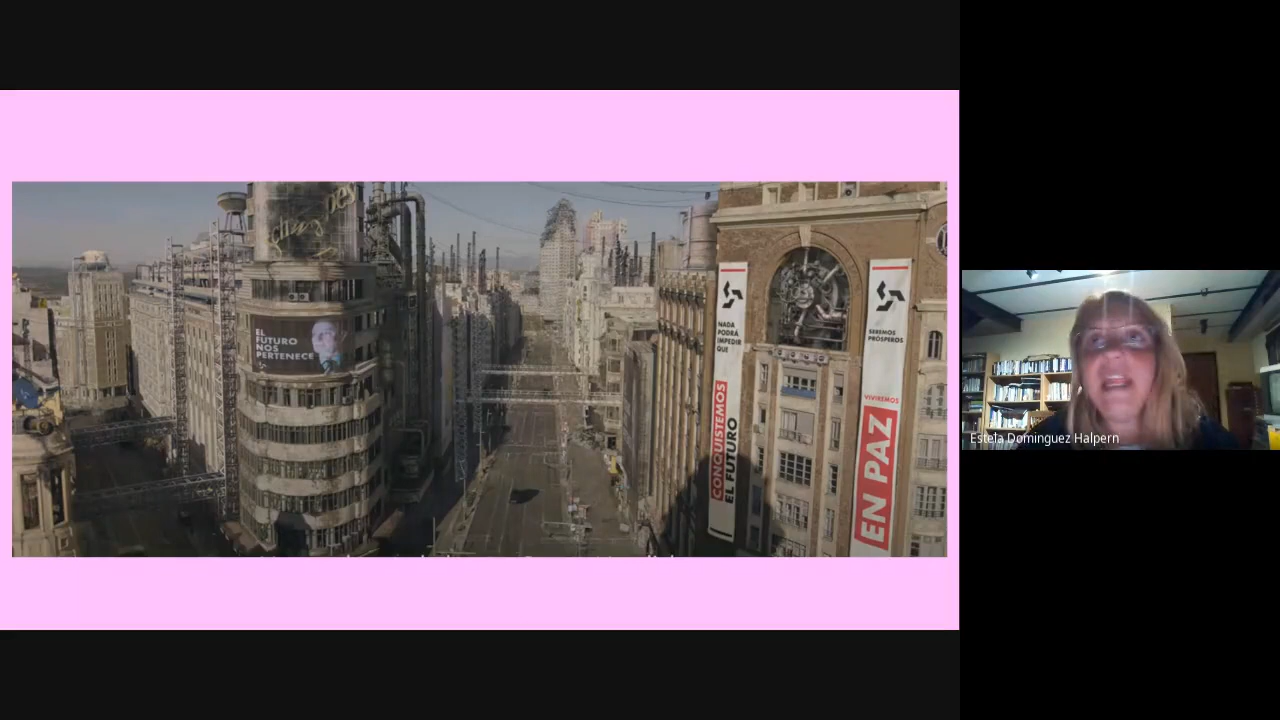 EL
FUTURO
NOS
PERTENECE
NADA
PODRÁ
IMPEDIR
QUE
CONQUISTEMOS
EL FUTURO
SEREMOS
PRÓSPEROS
VIVIREMOS
EN PAZ
Estela Dominguez Halpern